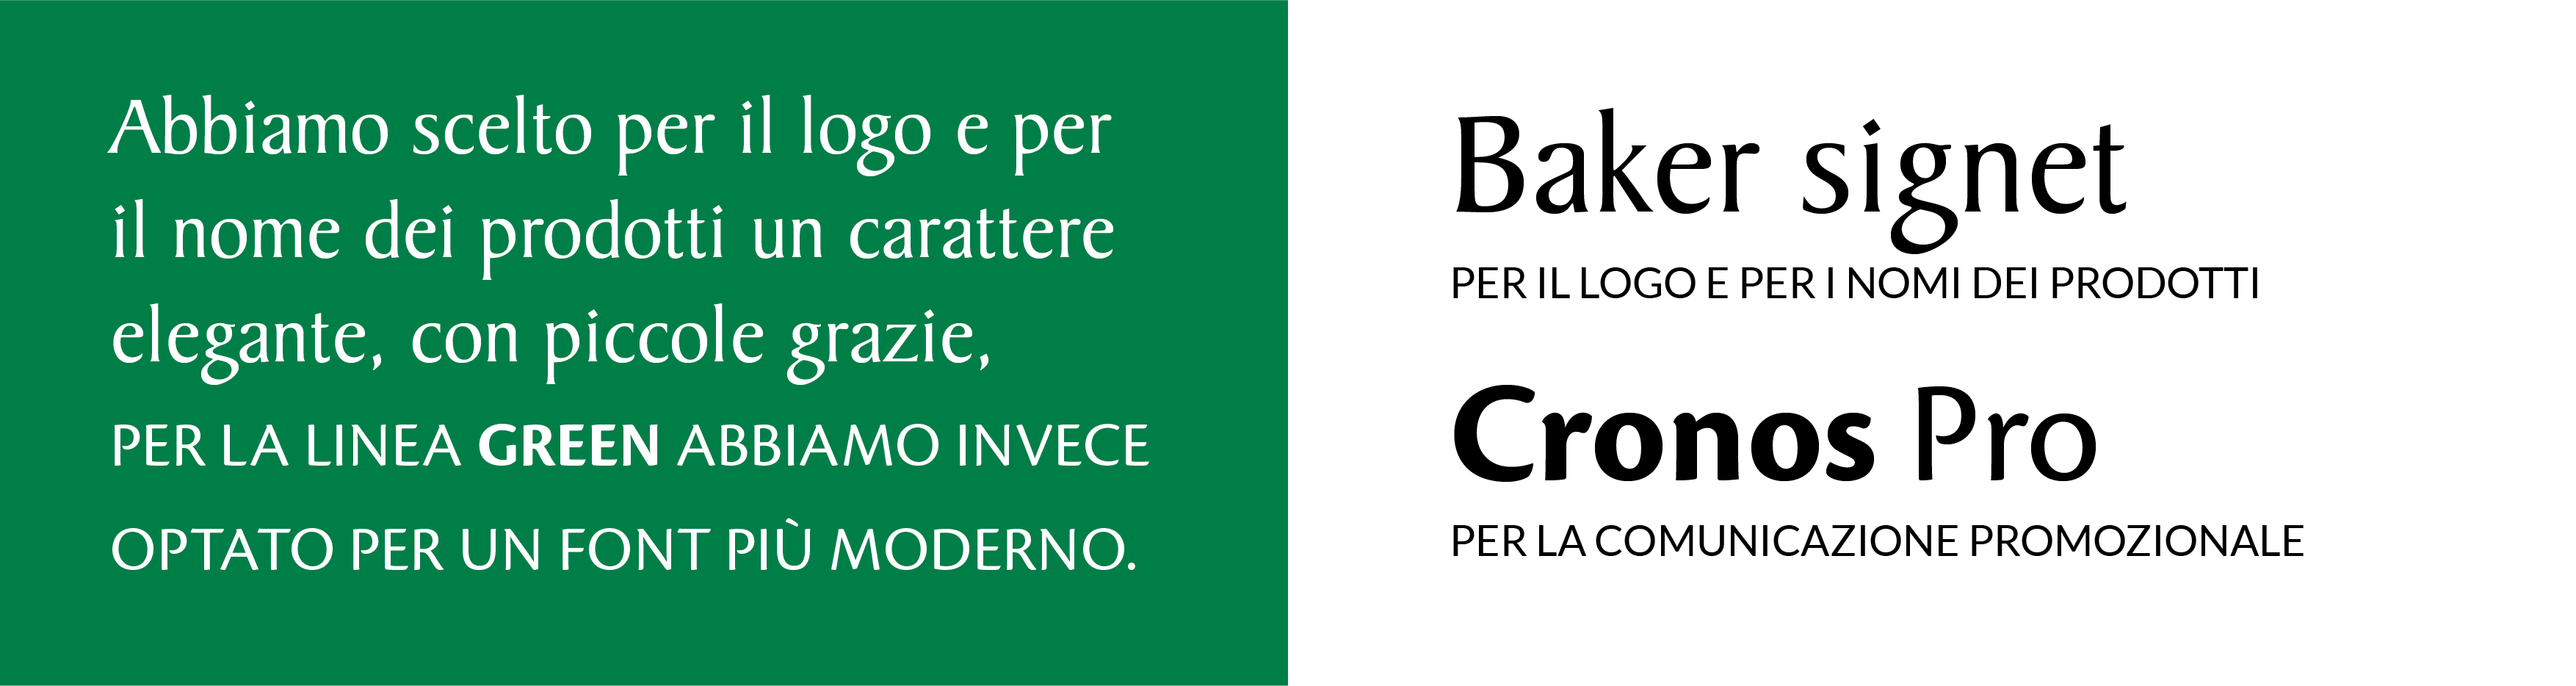 Abbiamo scelto per il logo e per
il nome dei prodotti un carattere
elegante, con piccole grazie,
PER LA LINEA GREEN ABBIAMO INVECE
OPTATO PER UN FONT PIÙ MODERNO.
Baker signet
PER IL LOGO E PER I NOMI DEI PRODOTTI
Cronos Pro
PER LA COMUNICAZIONE PROMOZIONALE